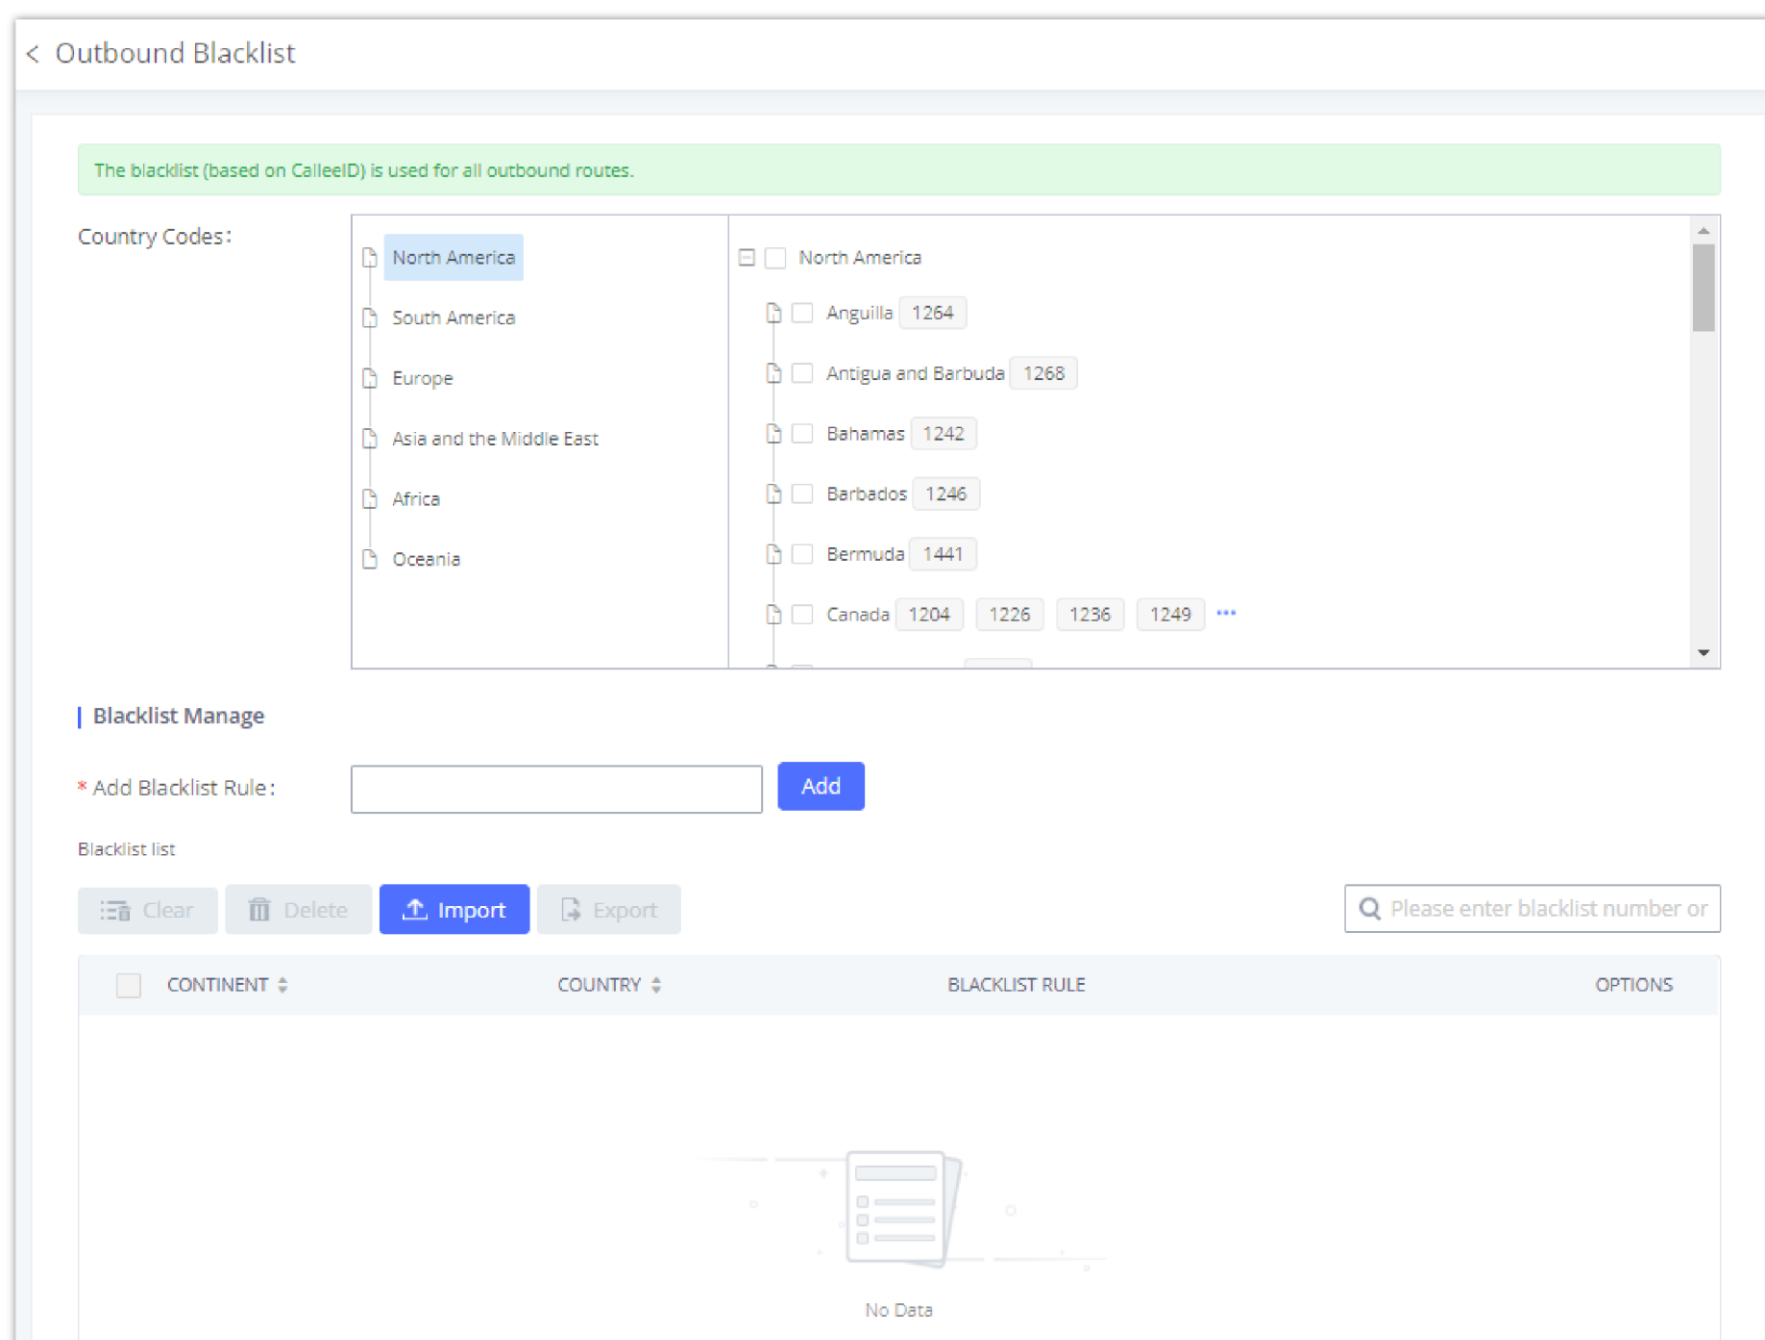 < Outbound Blacklist
The blacklist (based on CalleeID) is used for all outbound routes.
Country Codes:
North America
South America
Europe
Asia and the Middle East
Africa
Oceania
North America
Anguilla 1264
Antigua and Barbuda 1268
Bahamas 1242
Barbados 1246
Bermuda 1441
Canada 1204 1226 1236 1249 •••
Blacklist Manage
* Add Blacklist Rule: Add
Blacklist list
Clear Delete Import Export Please enter blacklist number or
CONTINENT COUNTRY BLACKLIST RULE OPTIONS
No Data